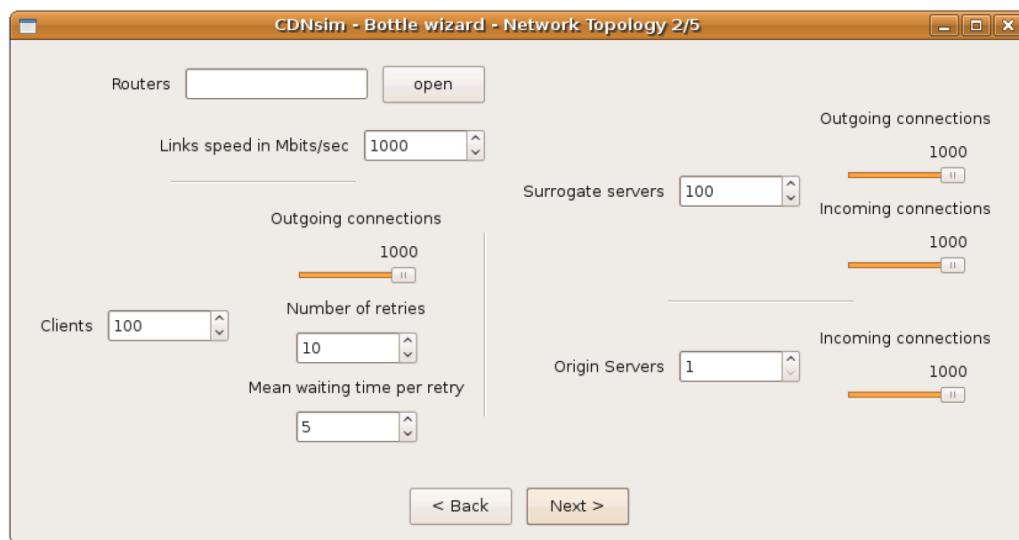 CDNsim - Bottle wizard - Network Topology 2/5
Routers open
Links speed in Mbits/sec 1000
Outgoing connections
1000
Clients 100
Number of retries
10
Mean waiting time per retry
5
Outgoing connections
1000
Surrogate servers 100
Incoming connections
1000
Origin Servers 1
Incoming connections
1000
< Back Next >